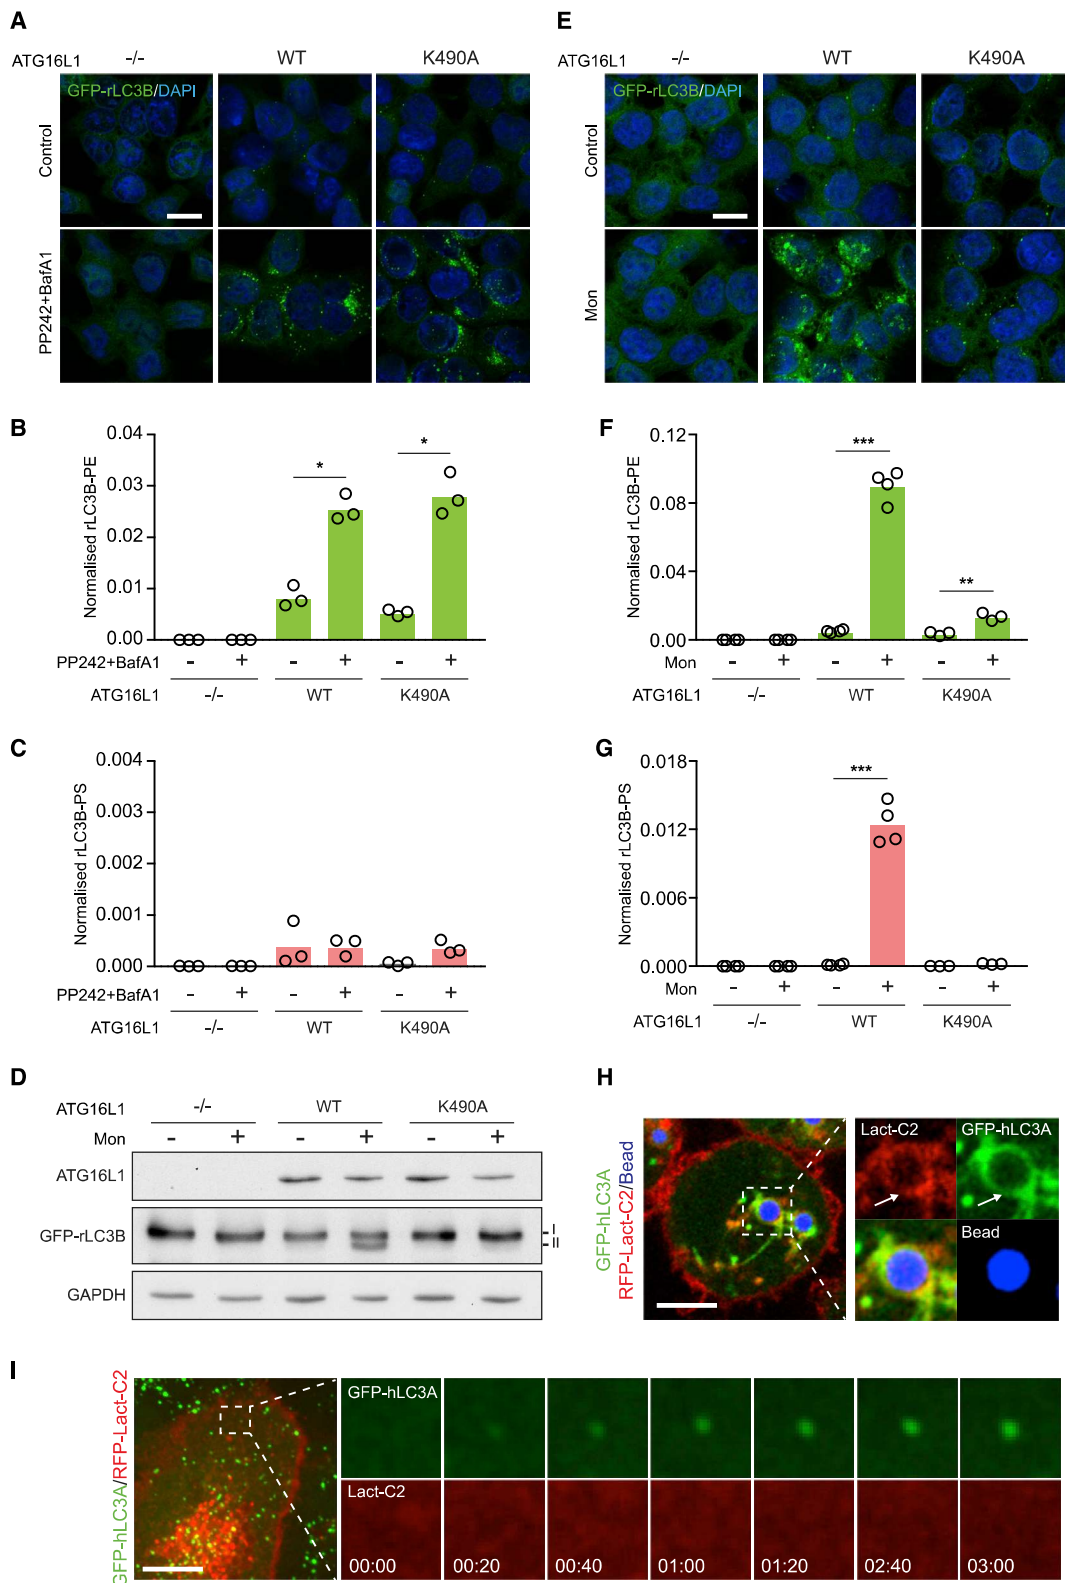 A
ATG16L1 -/- WT K490A
GFP-rLC3B/DAPI
Control
PP242+BafA1
E
ATG16L1 -/- WT K490A
GFP-rLC3B/DAPI
Control
Mon
B
Normalised rLC3B-PE
0.04
0.03
0.02
0.01
0.00
* *
PP242+BafA1 - + - + - +
ATG16L1 -/- WT K490A
F
Normalised rLC3B-PE
0.12
0.08
0.04
0.00
*** **
Mon - + - + - +
ATG16L1 -/- WT K490A
C
Normalised rLC3B-PS
0.004
0.003
0.002
0.001
0.000
PP242+BafA1 - + - + - +
ATG16L1 -/- WT K490A
G
Normalised rLC3B-PS
0.018
0.012
0.006
0.000
***
Mon - + - + - +
ATG16L1 -/- WT K490A
D
ATG16L1 -/- WT K490A
Mon - + - + - +
ATG16L1
GFP-rLC3B
I
II
GAPDH
H
GFP-hLC3A
RFP-Lact-C2/Bead
Lact-C2
GFP-hLC3A
Bead
I
GFP-hLC3A/RFP-Lact-C2
GFP-hLC3A
Lact-C2
00:00 00:20 00:40 01:00 01:20 02:40 03:00